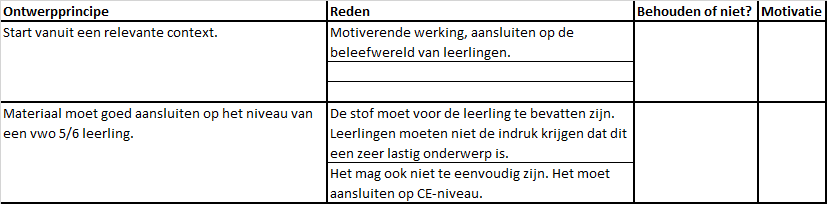 Ontwerpprincipe Reden Behouden of niet? Motivatie
Start vanuit een relevante context. Motiverende werking, aansluiten op de
beleefwereld van leerlingen.
Materiaal moet goed aansluiten op het niveau van De stof moet voor de leerling te bevatten zijn.
een vwo 5/6 leerling. Leerlingen moeten niet de indruk krijgen dat dit
een zeer lastig onderwerp is.
Het mag ook niet te eenvoudig zijn. Het moet
aansluiten op CE-niveau.